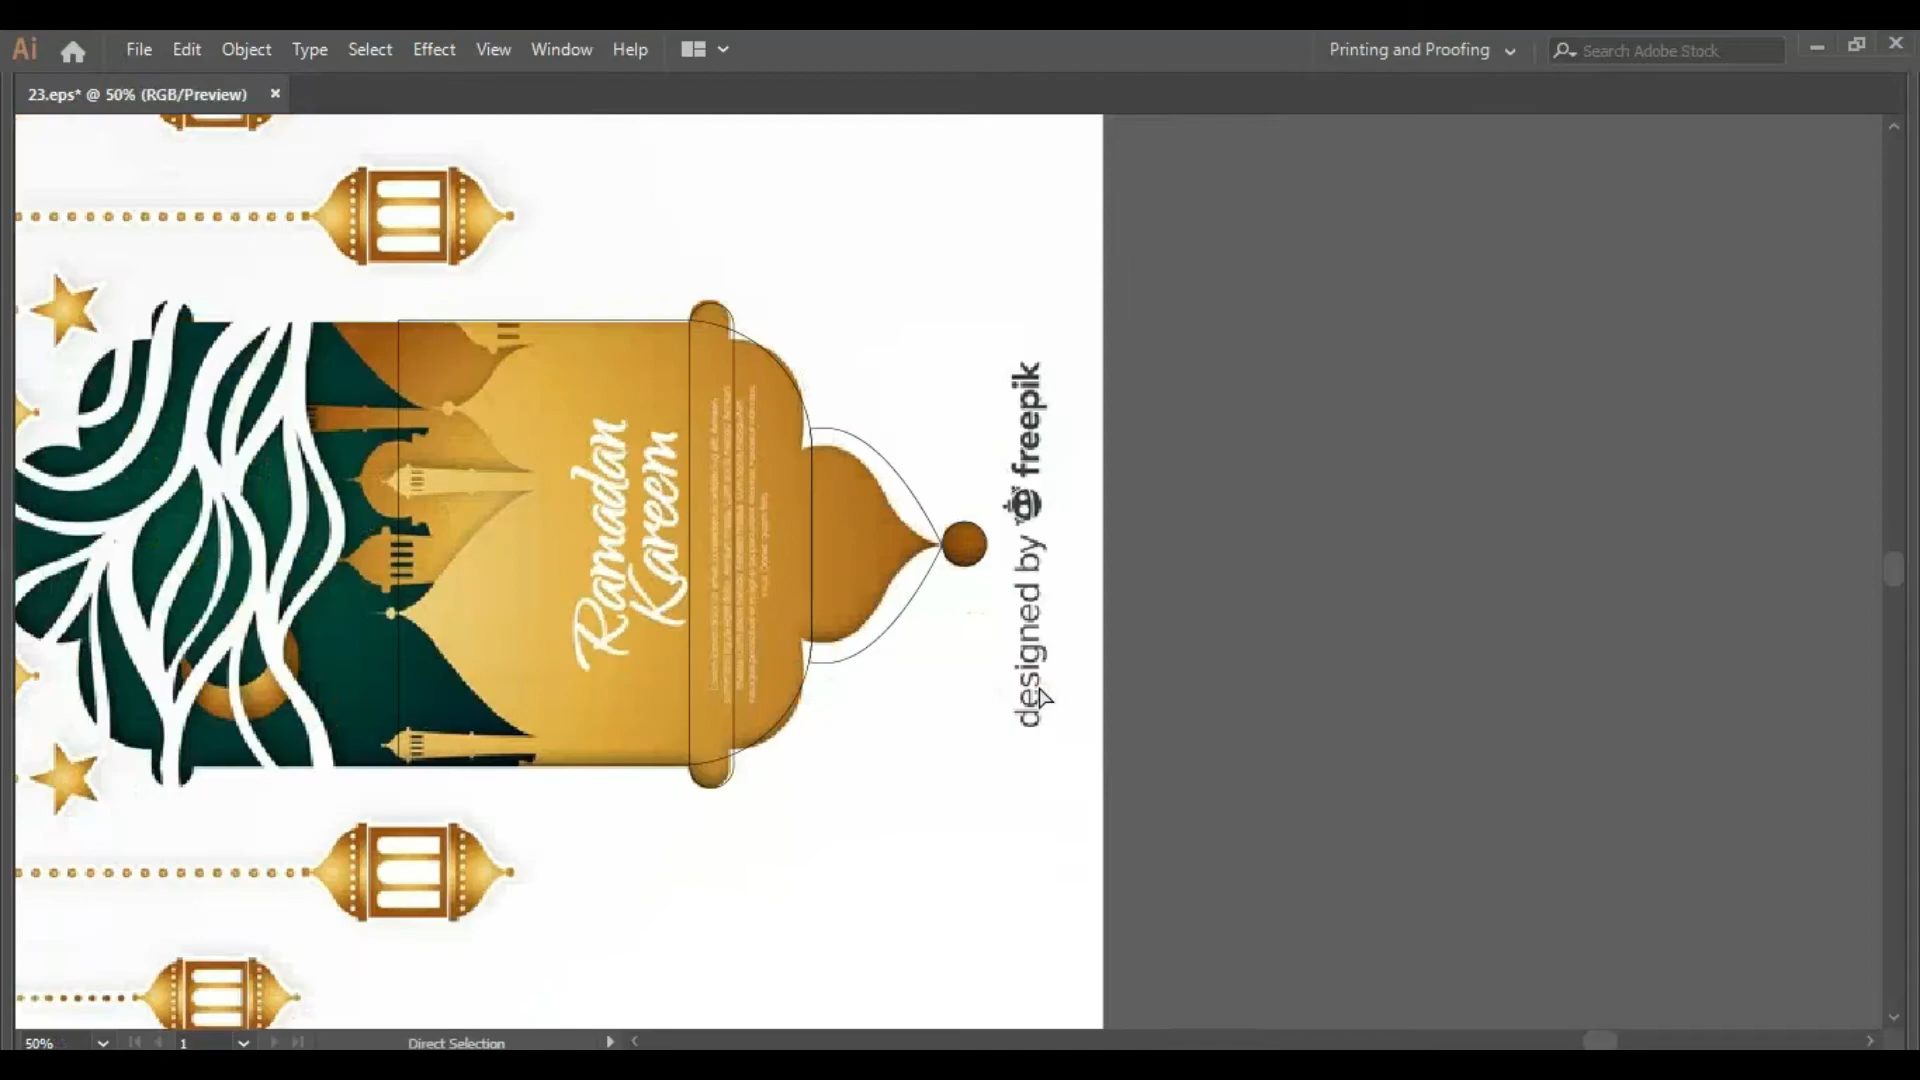 Ai File Edit Object Type Select Effect View Window Help Printing and Proofing Search Adobe Stock
23.eps* @ 50% (RGB/Preview) ×
Ramadan
Kareem
designed by freepik
50% 1 Direct Selection